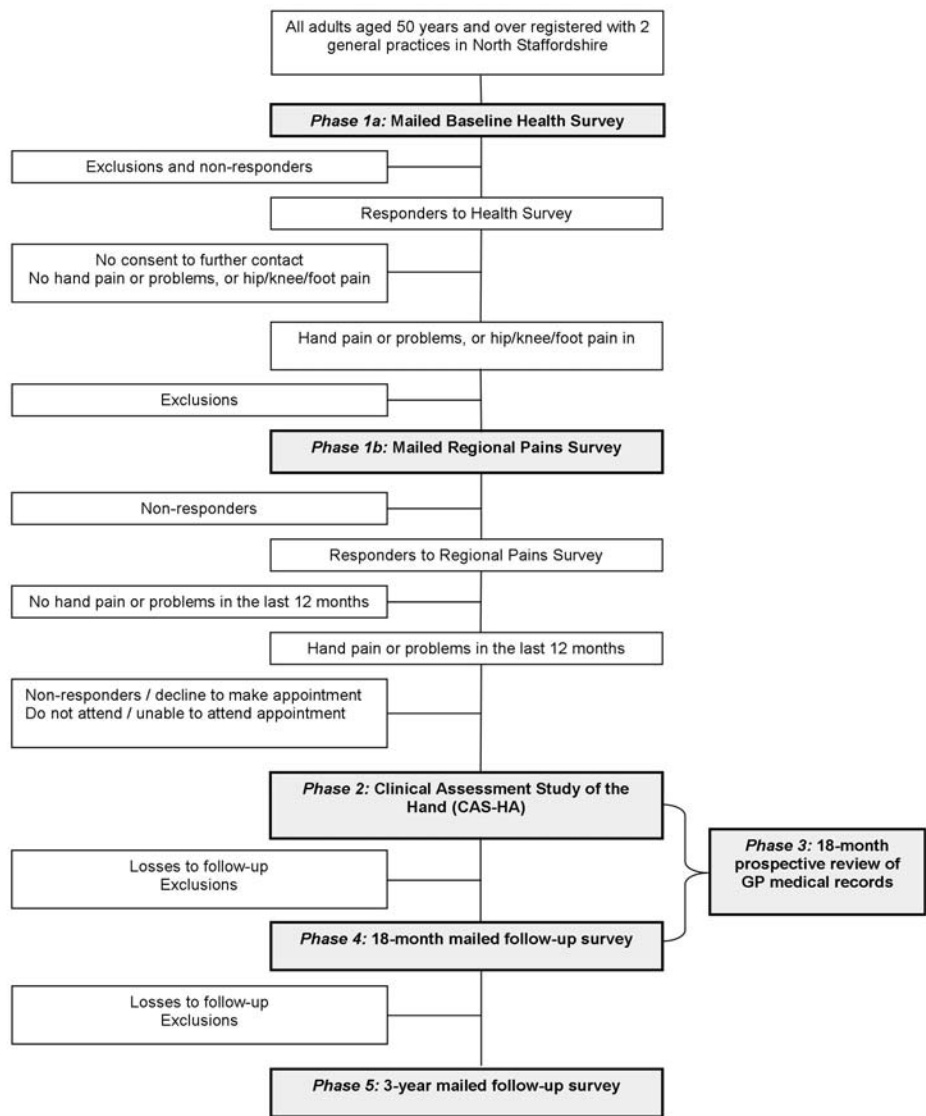 All adults aged 50 years and over registered with 2
general practices in North Staffordshire
Phase 1a: Mailed Baseline Health Survey
Exclusions and non-responders
Responders to Health Survey
No consent to further contact
No hand pain or problems, or hip/knee/foot pain
Hand pain or problems, or hip/knee/foot pain in
Exclusions
Phase 1b: Mailed Regional Pains Survey
Non-responders
Responders to Regional Pains Survey
No hand pain or problems in the last 12 months
Hand pain or problems in the last 12 months
Non-responders / decline to make appointment
Do not attend / unable to attend appointment
Phase 2: Clinical Assessment Study of the
Hand (CAS-HA)
Phase 3: 18-month
prospective review of
GP medical records
Losses to follow-up
Exclusions
Phase 4: 18-month mailed follow-up survey
Losses to follow-up
Exclusions
Phase 5: 3-year mailed follow-up survey